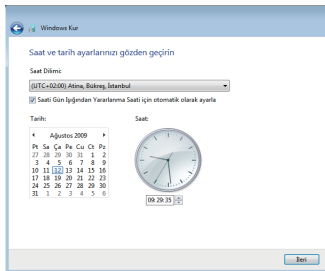 Windows Kur
Saat ve tarih ayarlarınızı gözden geçirin
Saat Dilimi:
(UTC+02:00) Atina, Bükreş, İstanbul
Saati Gün Işığından Yararlanma Saati için otomatik olarak ayarla
Tarih: Saat:
Ağustos 2009
Pt Sa Ça Pe Cu Ct Pz
27 28 29 30 31 1 2
3 4 5 6 7 8 9
10 11 12 13 14 15 16
17 18 19 20 21 22 23
24 25 26 27 28 29 30
31 1 2 3 4 5 6
09:29:35
İleri